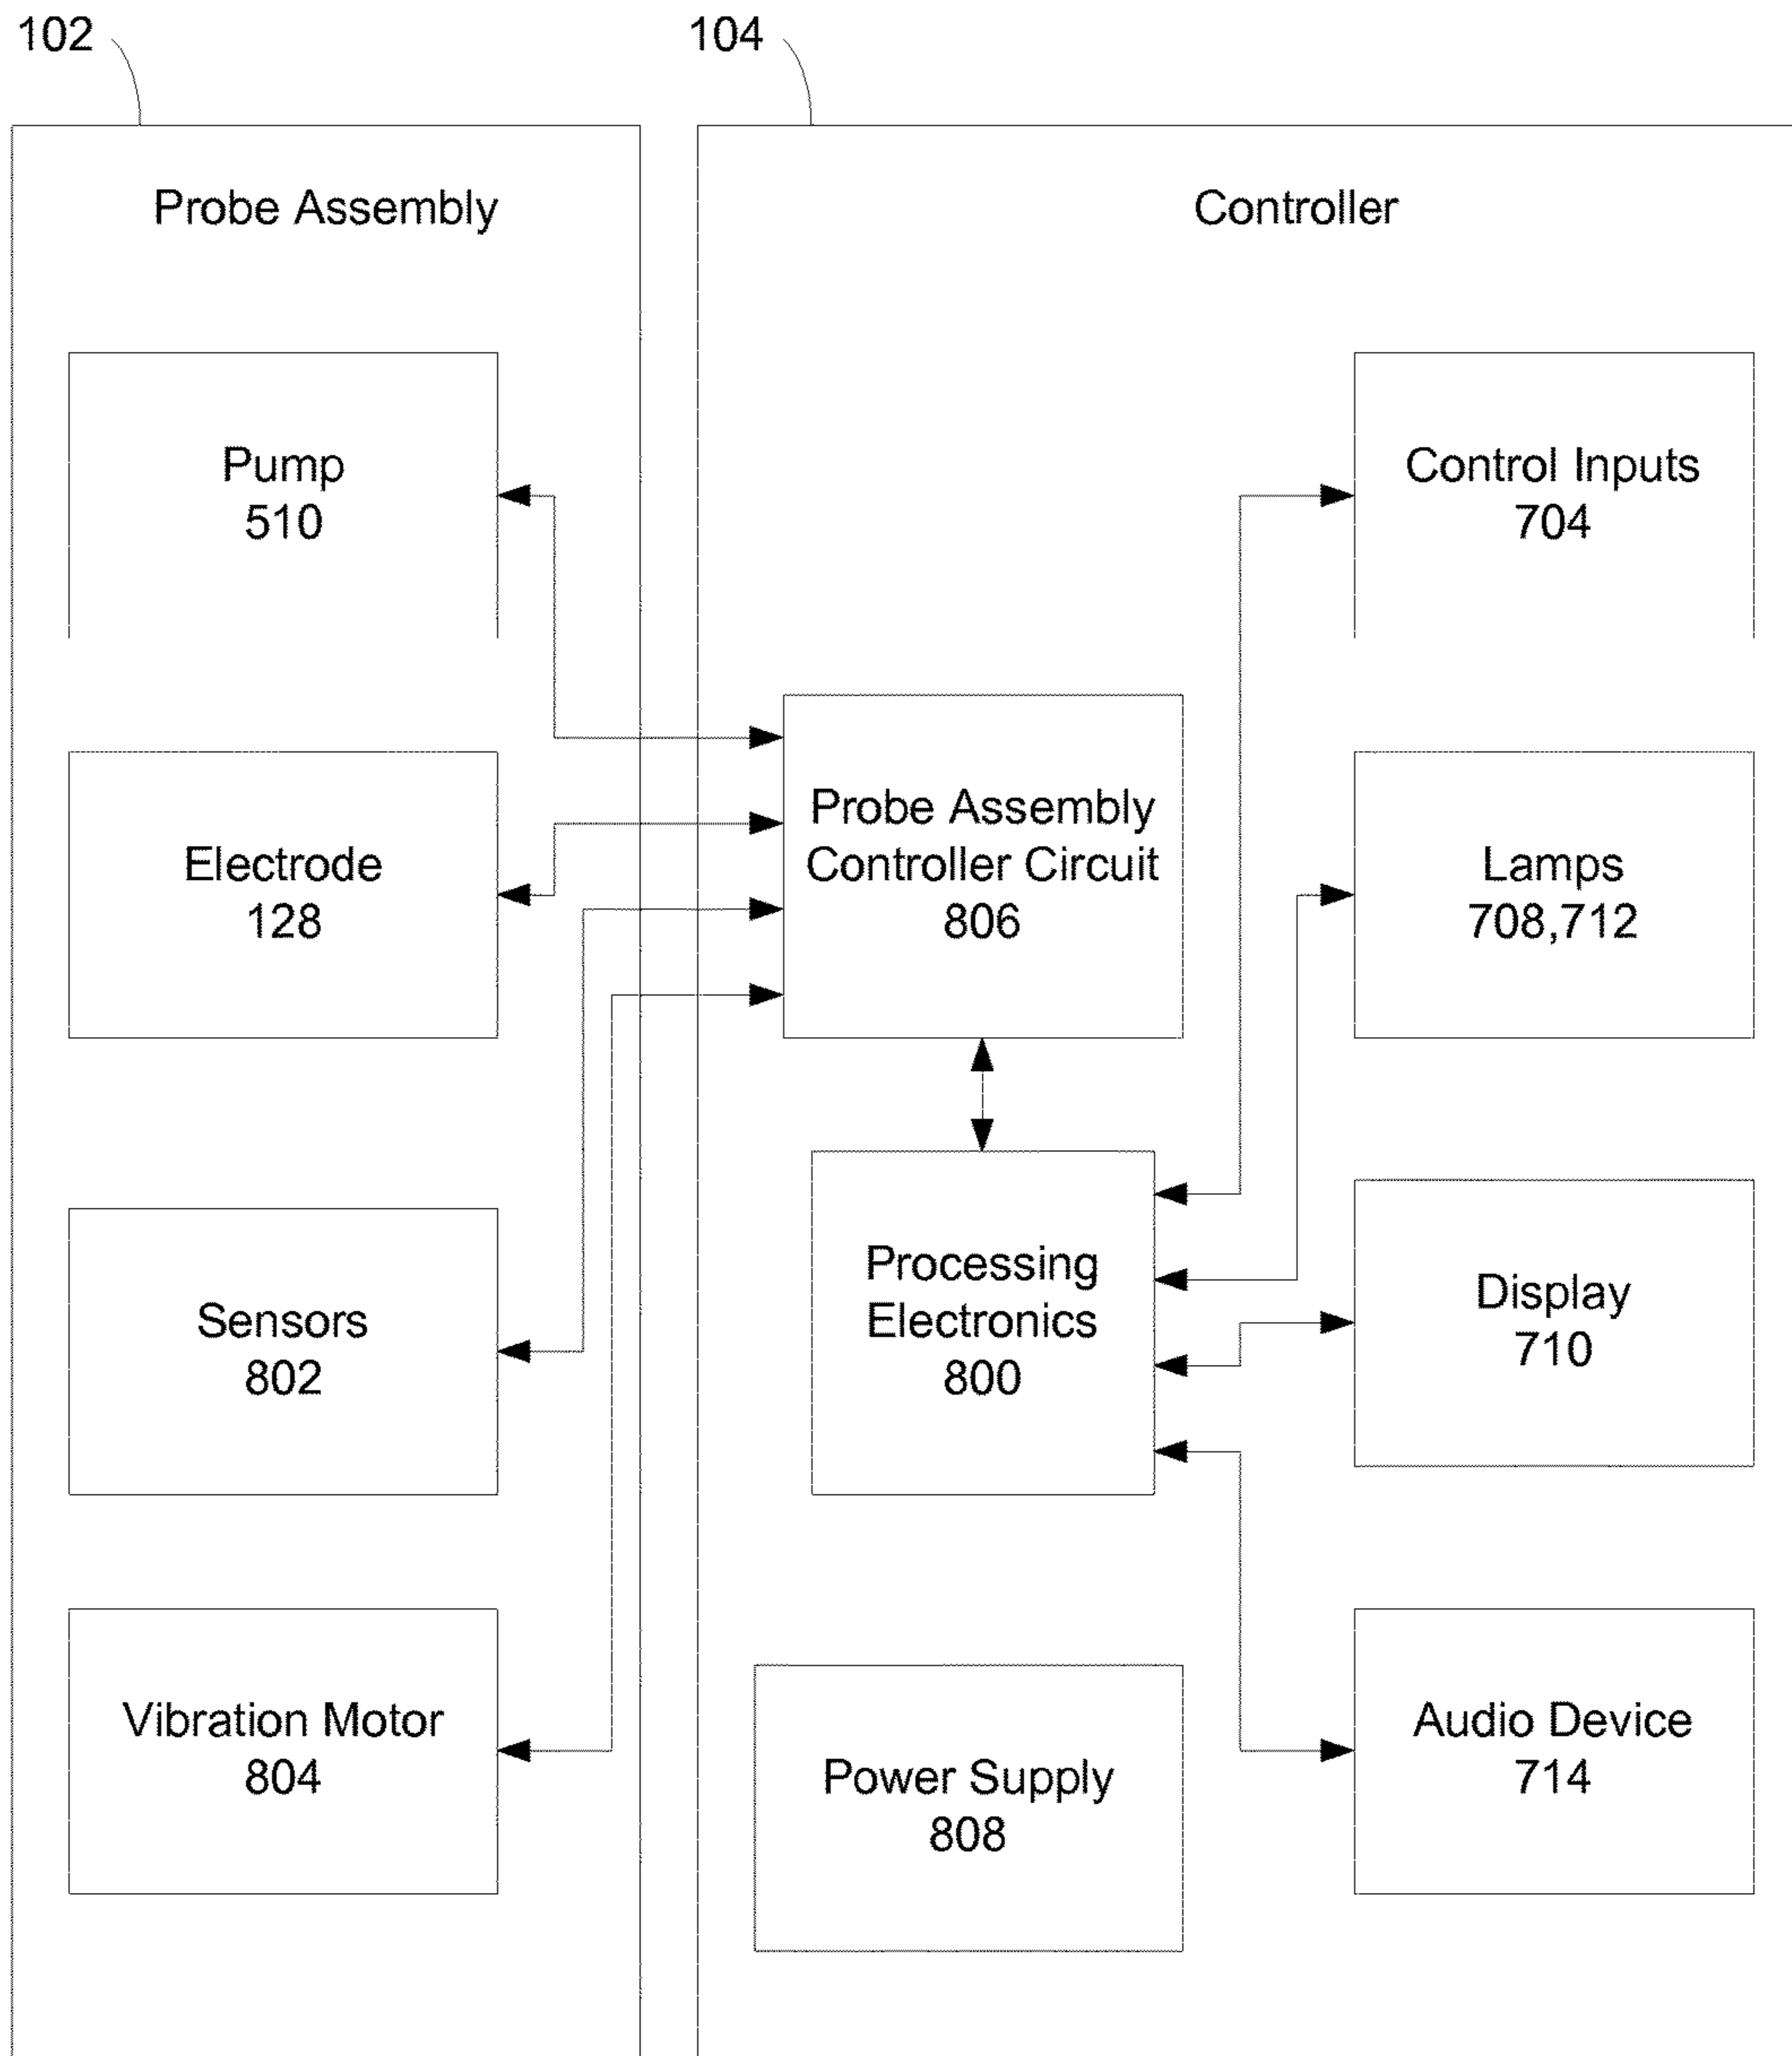 102
104
Probe Assembly
Controller
Pump
510
Control Inputs
704
Electrode
128
Probe Assembly
Controller Circuit
806
Lamps
708,712
Sensors
802
Processing
Electronics
800
Display
710
Vibration Motor
804
Power Supply
808
Audio Device
714